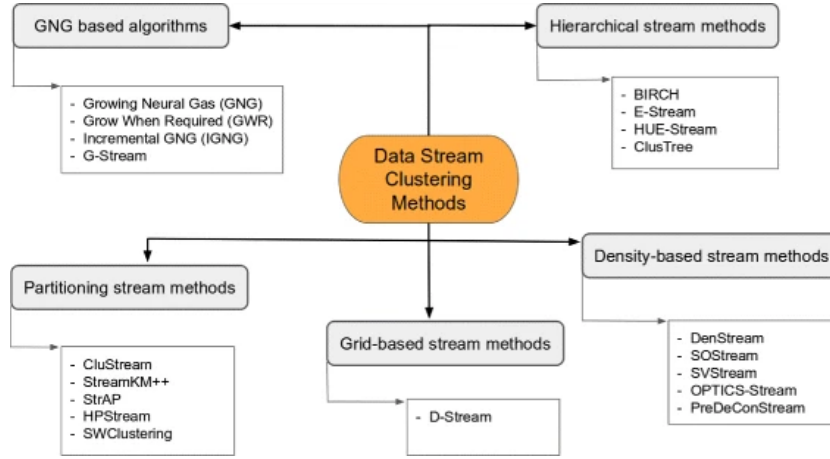 GNG based algorithms
- Growing Neural Gas (GNG)
- Grow When Required (GWR)
- Incremental GNG (IGNG)
- G-Stream
Hierarchical stream methods
- BIRCH
- E-Stream
- HUE-Stream
- ClusTree
Data Stream
Clustering
Methods
Partitioning stream methods
- CluStream
- StreamKM++
- StrAP
- HPStream
- SWClustering
Grid-based stream methods
- D-Stream
Density-based stream methods
- DenStream
- SOStream
- SVStream
- OPTICS-Stream
- PreDeConStream